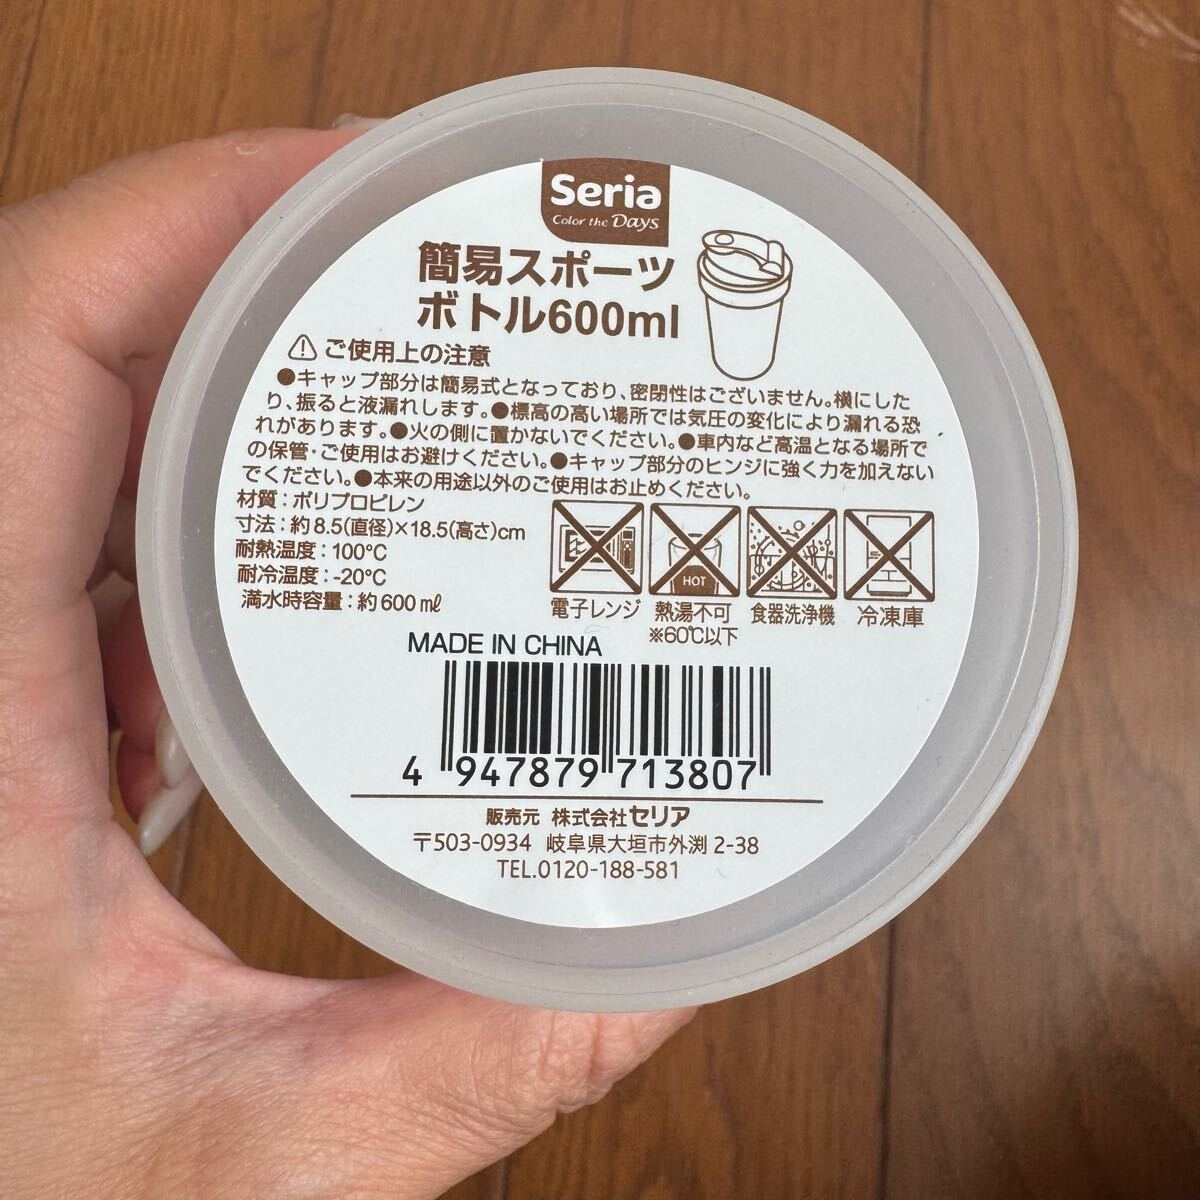 Seria
Color the Days
簡易スポーツ
ボトル600ml
⚠ ご使用上の注意
●キャップ部分は簡易式となっており、密閉性はございません。横にした
り、振ると液漏れします。●標高の高い場所では気圧の変化により漏れる恐
れがあります。●火の側に置かないでください。●車内など高温となる場所で
の保管・ご使用はお避けください。●キャップ部分のヒンジに強く力を加えない
でください。●本来の用途以外のご使用はお止めください。
材質：ポリプロピレン
寸法：約8.5(直径)×18.5(高さ)cm
耐熱温度：100℃
耐冷温度：-20℃
満水時容量：約600㎖
HOT
電子レンジ 熱湯不可 食器洗浄機 冷凍庫
※60℃以下
MADE IN CHINA
4 947879 713807
販売元 株式会社セリア
〒503-0934 岐阜県大垣市外渕2-38
TEL.0120-188-581